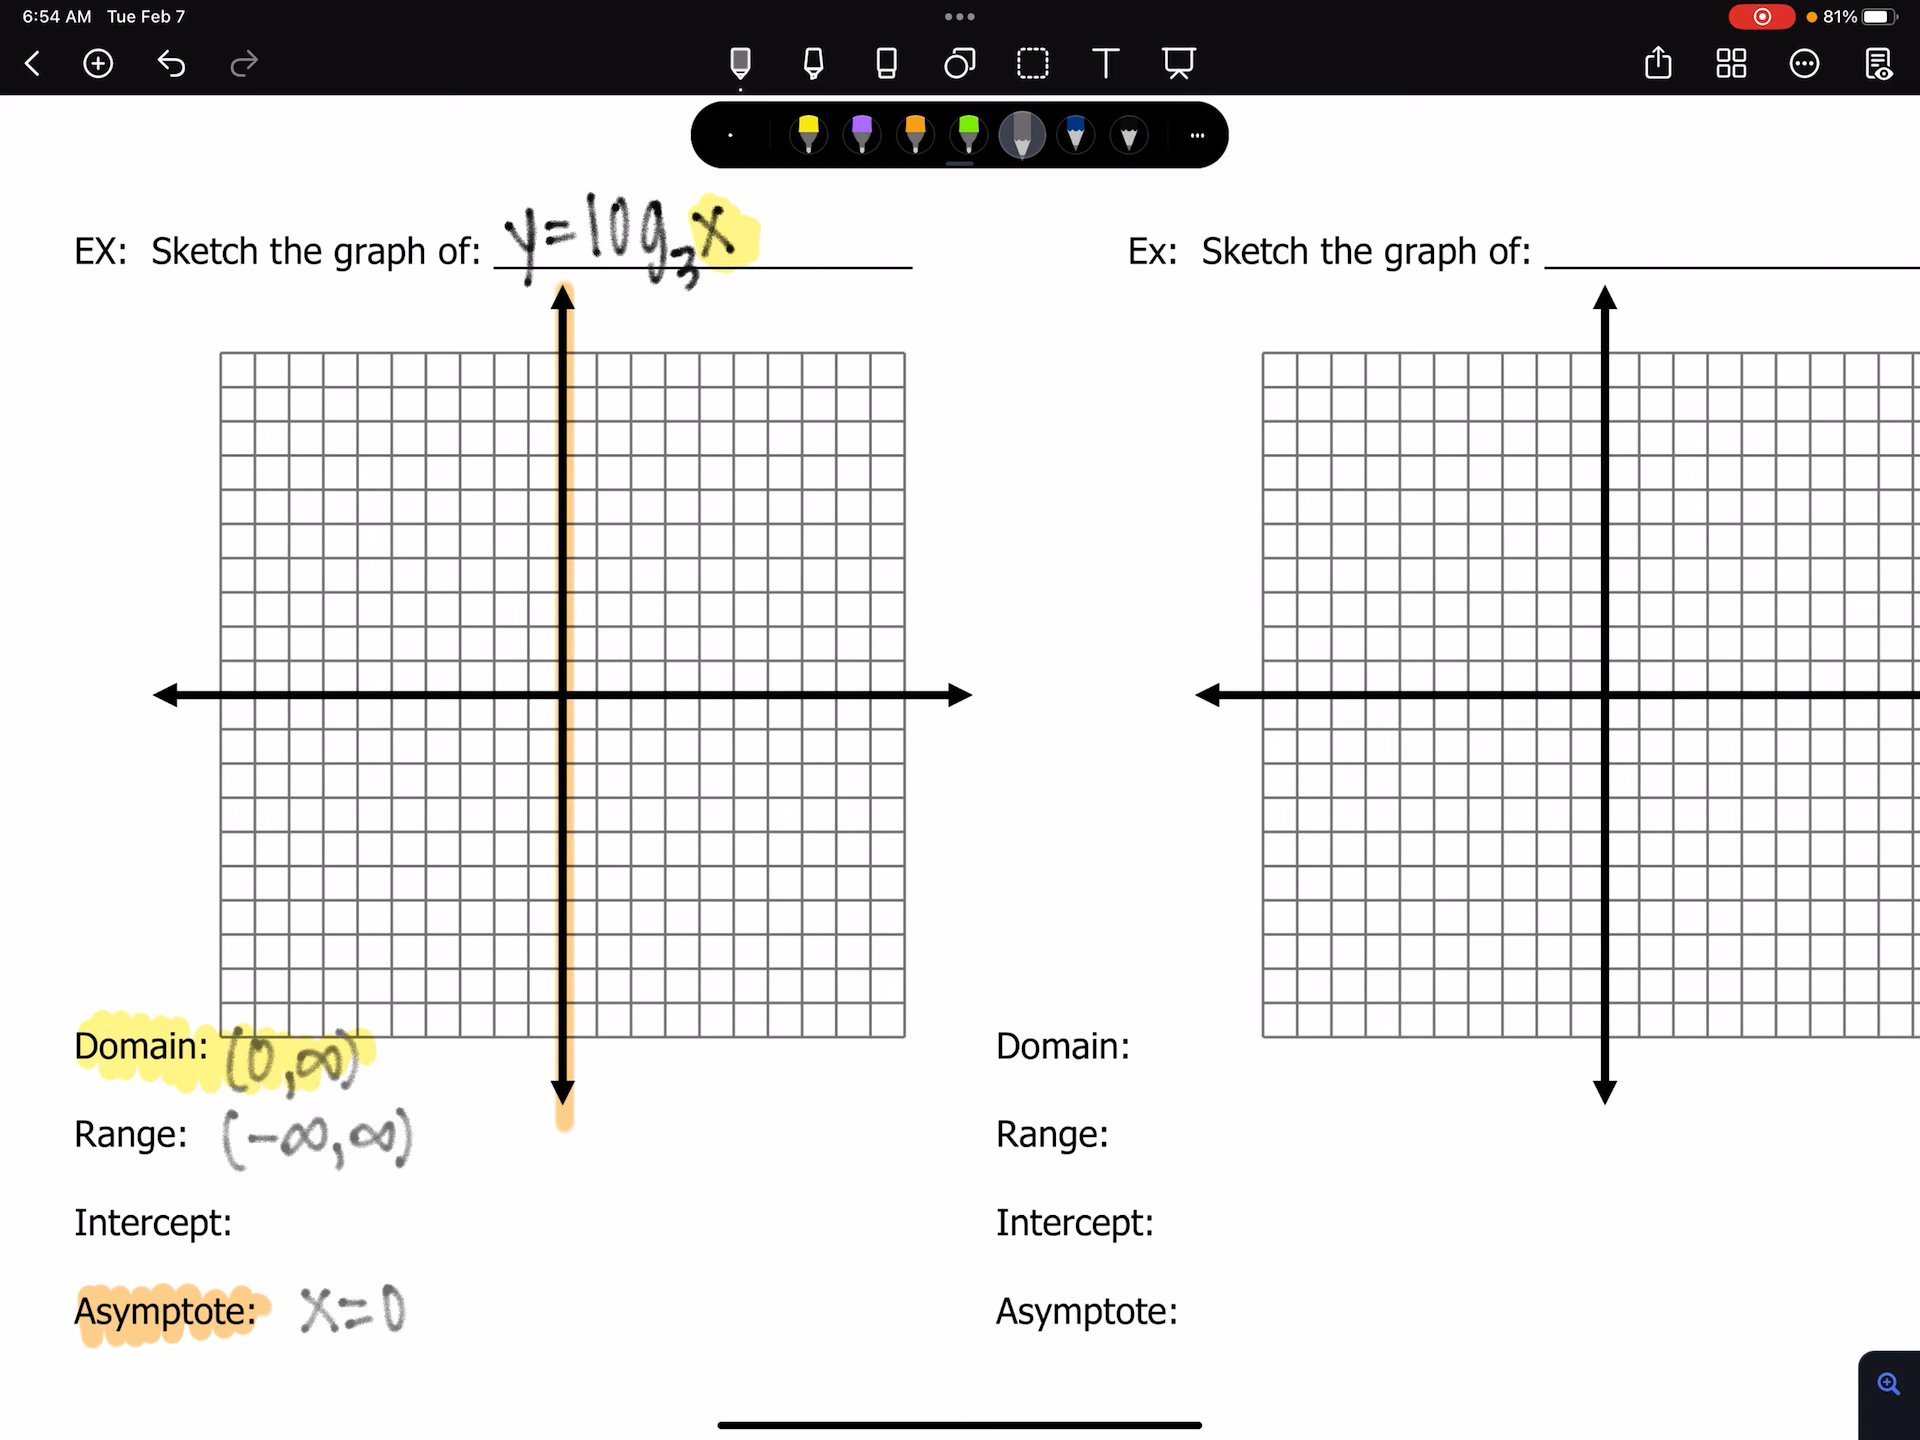 6:54 AM Tue Feb 7
81%
EX: Sketch the graph of: y=log₃x
Ex: Sketch the graph of:
Domain: (0,∞)
Range: (-∞,∞)
Intercept:
Asymptote: x=0
Domain:
Range:
Intercept:
Asymptote: